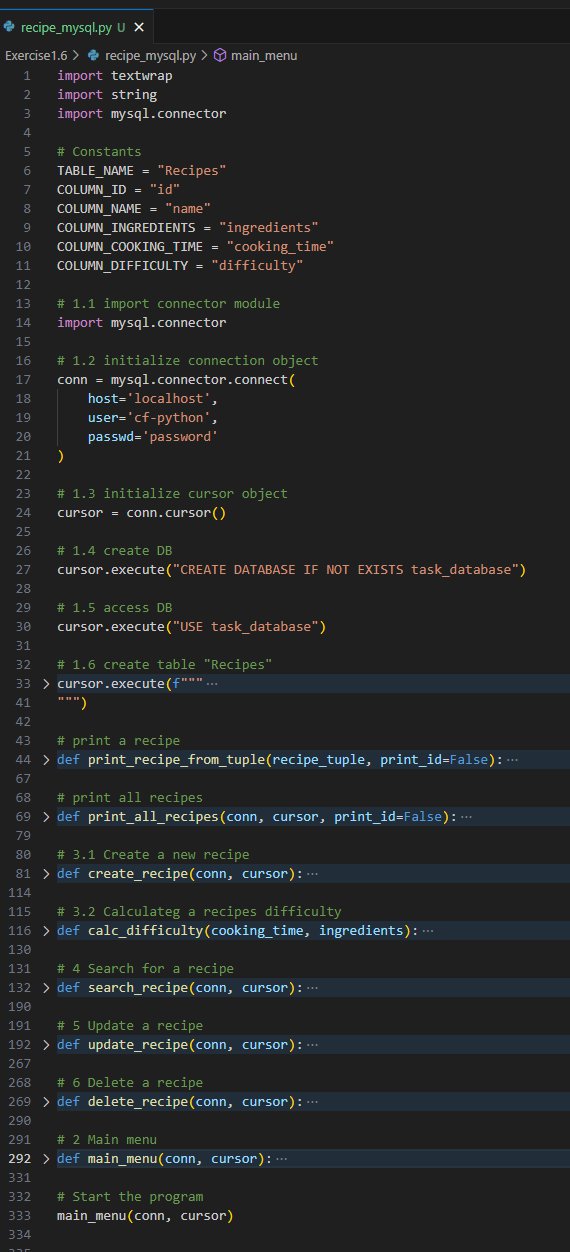 recipe_mysql.py U ×
Exercise1.6 > recipe_mysql.py > main_menu
1 import textwrap
2 import string
3 import mysql.connector
4
5 # Constants
6 TABLE_NAME = "Recipes"
7 COLUMN_ID = "id"
8 COLUMN_NAME = "name"
9 COLUMN_INGREDIENTS = "ingredients"
10 COLUMN_COOKING_TIME = "cooking_time"
11 COLUMN_DIFFICULTY = "difficulty"
12
13 # 1.1 import connector module
14 import mysql.connector
15
16 # 1.2 initialize connection object
17 conn = mysql.connector.connect(
18     host='localhost',
19     user='cf-python',
20     passwd='password'
21 )
22
23 # 1.3 initialize cursor object
24 cursor = conn.cursor()
25
26 # 1.4 create DB
27 cursor.execute("CREATE DATABASE IF NOT EXISTS task_database")
28
29 # 1.5 access DB
30 cursor.execute("USE task_database")
31
32 # 1.6 create table "Recipes"
33 > cursor.execute(f"""···
41 """)
42
43 # print a recipe
44 > def print_recipe_from_tuple(recipe_tuple, print_id=False):···
67
68 # print all recipes
69 > def print_all_recipes(conn, cursor, print_id=False):···
79
80 # 3.1 Create a new recipe
81 > def create_recipe(conn, cursor):···
114
115 # 3.2 Calculateg a recipes difficulty
116 > def calc_difficulty(cooking_time, ingredients):···
130
131 # 4 Search for a recipe
132 > def search_recipe(conn, cursor):···
190
191 # 5 Update a recipe
192 > def update_recipe(conn, cursor):···
267
268 # 6 Delete a recipe
269 > def delete_recipe(conn, cursor):···
290
291 # 2 Main menu
292 > def main_menu(conn, cursor):···
331
332 # Start the program
333 main_menu(conn, cursor)
334